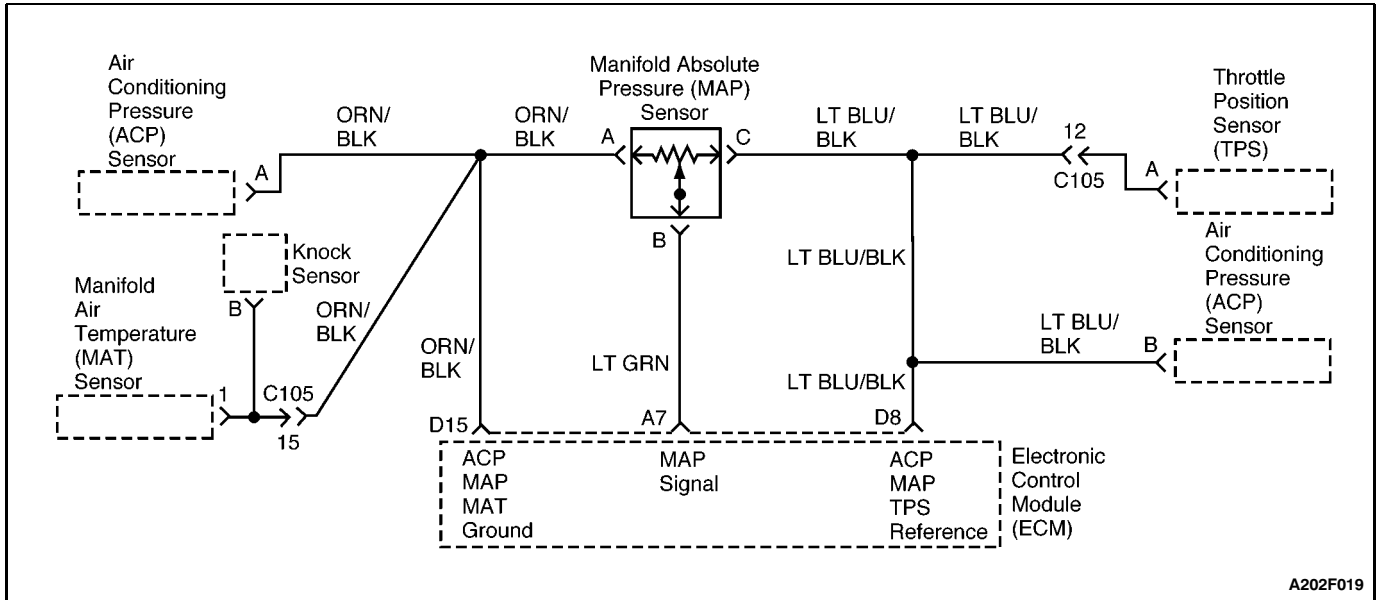 Air
Conditioning
Pressure
(ACP)
Sensor
A
ORN/
BLK
ORN/
BLK
Manifold Absolute
Pressure (MAP)
Sensor
A
C
B
LT BLU/
BLK
LT BLU/
BLK
12
C105
A
Throttle
Position
Sensor
(TPS)
Knock
Sensor
B
Manifold
Air
Temperature
(MAT)
Sensor
1
C105
15
ORN/
BLK
ORN/
BLK
LT GRN
LT BLU/BLK
LT BLU/BLK
LT BLU/
BLK
B
Air
Conditioning
Pressure
(ACP)
Sensor
D15
A7
D8
ACP
MAP
MAT
Ground
MAP
Signal
ACP
MAP
TPS
Reference
Electronic
Control
Module
(ECM)
A202F019